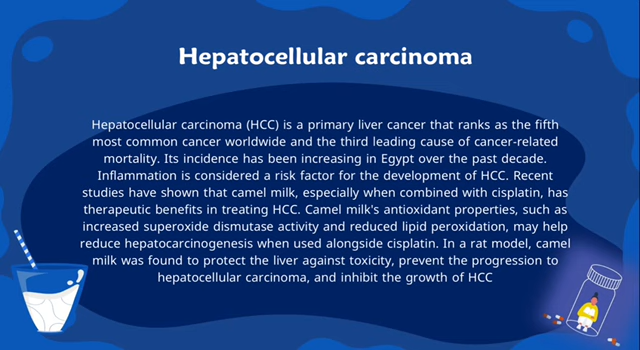 Hepatocellular carcinoma
Hepatocellular carcinoma (HCC) is a primary liver cancer that ranks as the fifth
most common cancer worldwide and the third leading cause of cancer-related
mortality. Its incidence has been increasing in Egypt over the past decade.
Inflammation is considered a risk factor for the development of HCC. Recent
studies have shown that camel milk, especially when combined with cisplatin, has
therapeutic benefits in treating HCC. Camel milk's antioxidant properties, such as
increased superoxide dismutase activity and reduced lipid peroxidation, may help
reduce hepatocarcinogenesis when used alongside cisplatin. In a rat model, camel
milk was found to protect the liver against toxicity, prevent the progression to
hepatocellular carcinoma, and inhibit the growth of HCC